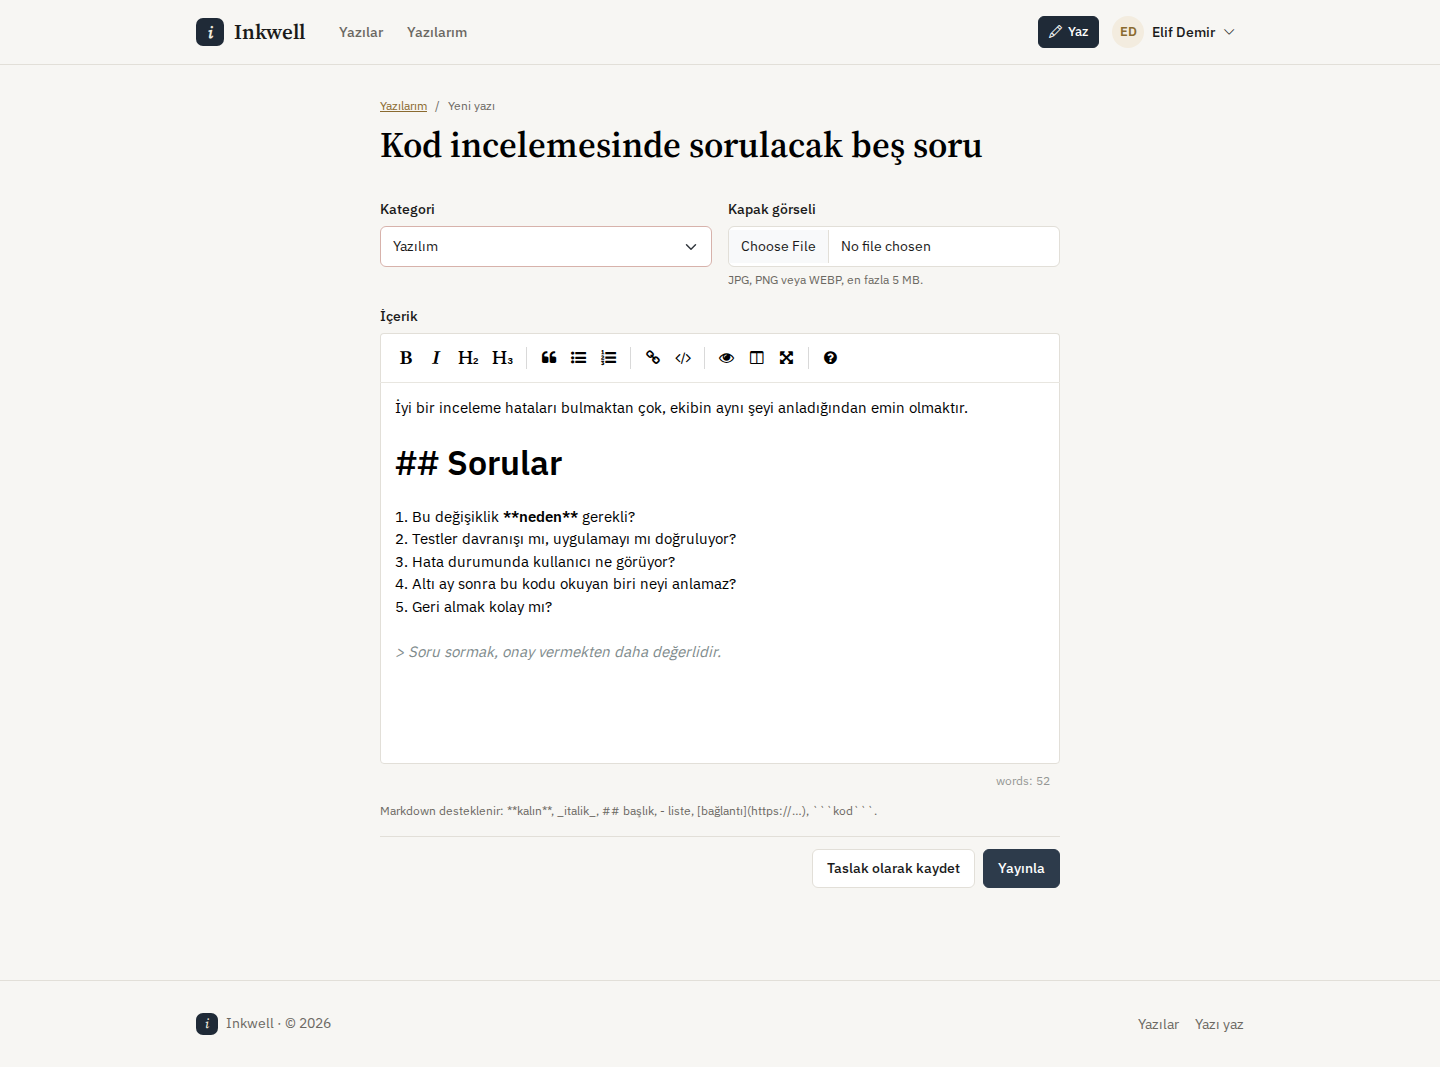 i Inkwell Yazılar Yazılarım Yaz ED Elif Demir
Yazılarım / Yeni yazı
Kod incelemesinde sorulacak beş soru
Kategori Kapak görseli
Yazılım Choose File No file chosen
JPG, PNG veya WEBP, en fazla 5 MB.
İçerik
B I H2 H3
İyi bir inceleme hataları bulmaktan çok, ekibin aynı şeyi anladığından emin olmaktır.
## Sorular
1. Bu değişiklik **neden** gerekli?
2. Testler davranışı mı, uygulamayı mı doğruluyor?
3. Hata durumunda kullanıcı ne görüyor?
4. Altı ay sonra bu kodu okuyan biri neyi anlamaz?
5. Geri almak kolay mı?
> Soru sormak, onay vermekten daha değerlidir.
words: 52
Markdown desteklenir: **kalın**, _italik_, ## başlık, - liste, [bağlantı](https://...), ```kod```.
Taslak olarak kaydet Yayınla
i Inkwell · © 2026 Yazılar Yazı yaz